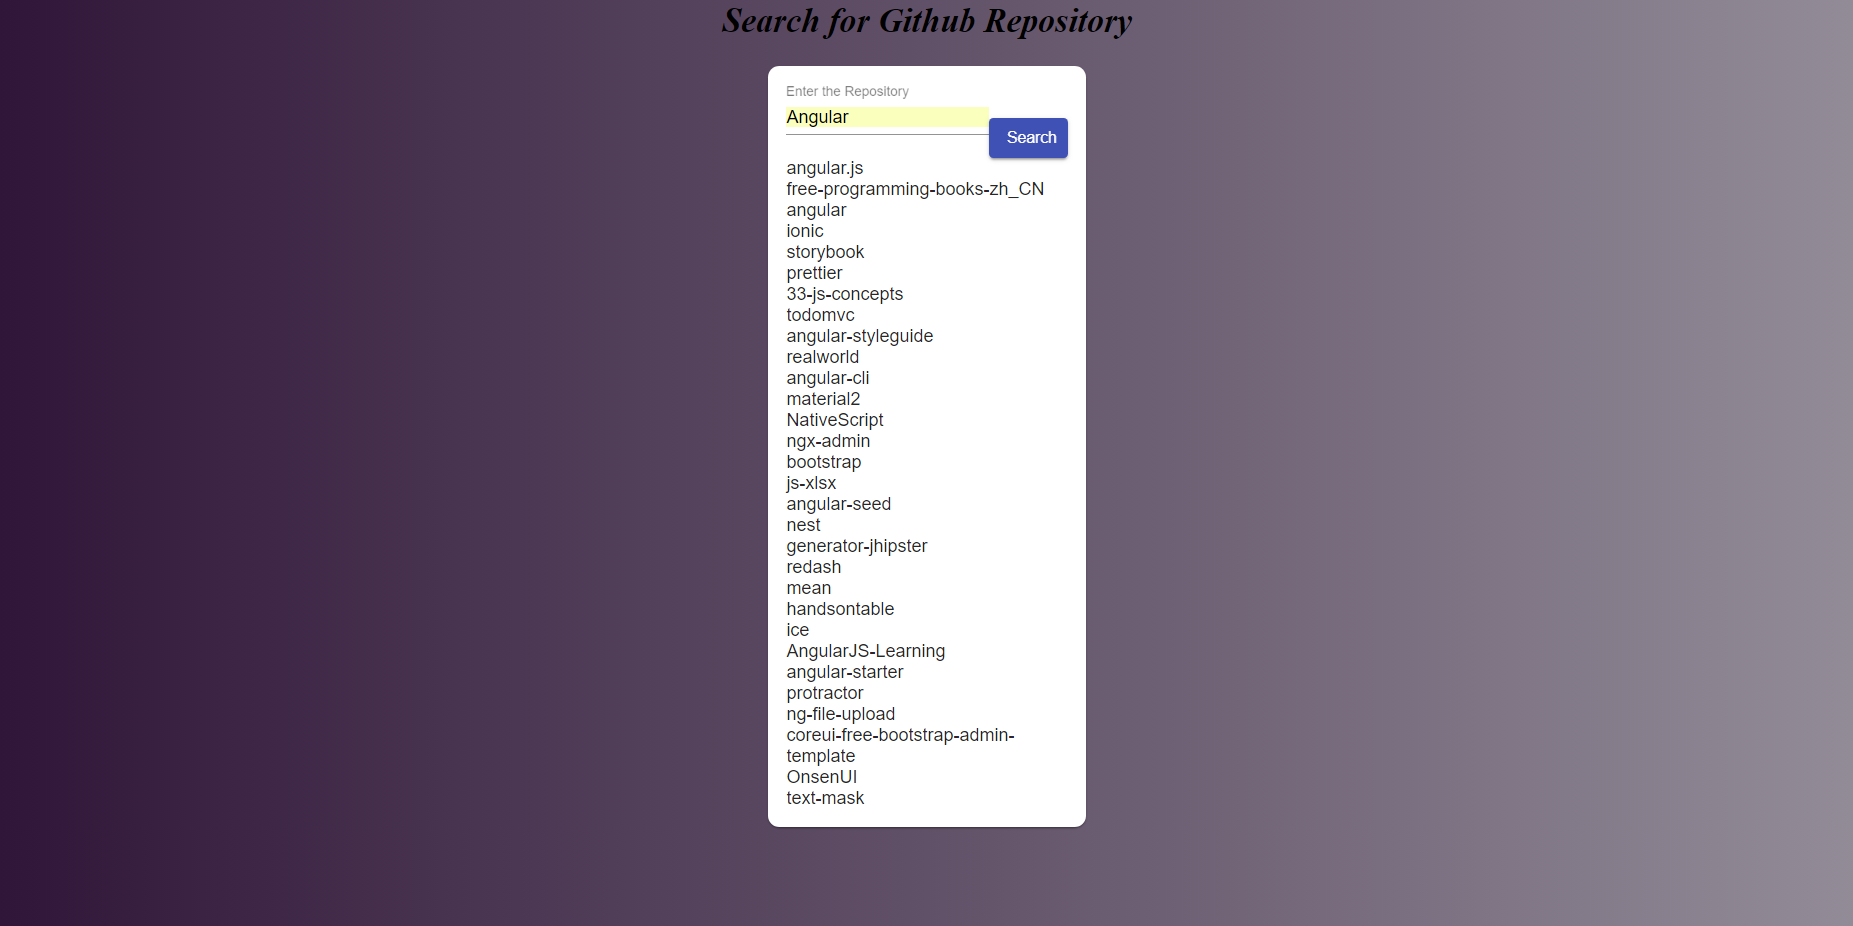 Search for Github Repository
Enter the Repository
Angular
Search
angular.js
free-programming-books-zh_CN
angular
ionic
storybook
prettier
33-js-concepts
todomvc
angular-styleguide
realworld
angular-cli
material2
NativeScript
ngx-admin
bootstrap
js-xlsx
angular-seed
nest
generator-jhipster
redash
mean
handsontable
ice
AngularJS-Learning
angular-starter
protractor
ng-file-upload
coreui-free-bootstrap-admin-
template
OnsenUI
text-mask